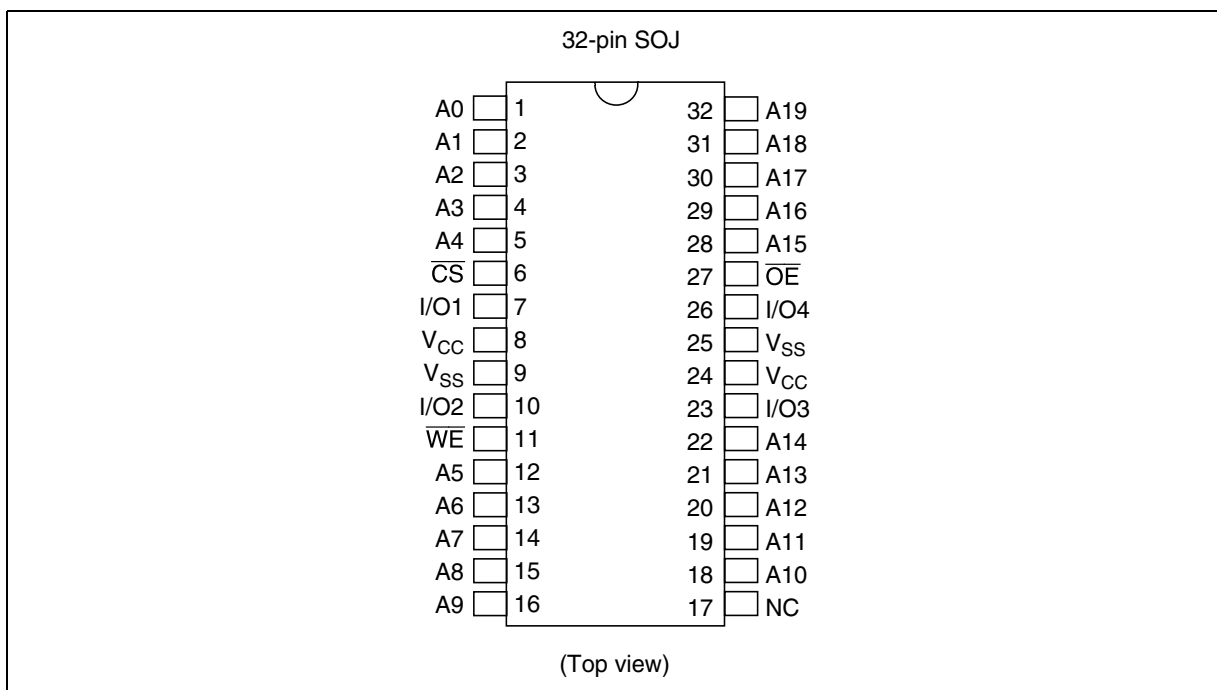 32-pin SOJ
A0 1 32 A19
A1 2 31 A18
A2 3 30 A17
A3 4 29 A16
A4 5 28 A15
C̅S̅ 6 27 O̅E̅
I/O1 7 26 I/O4
VCC 8 25 VSS
VSS 9 24 VCC
I/O2 10 23 I/O3
W̅E̅ 11 22 A14
A5 12 21 A13
A6 13 20 A12
A7 14 19 A11
A8 15 18 A10
A9 16 17 NC
(Top view)